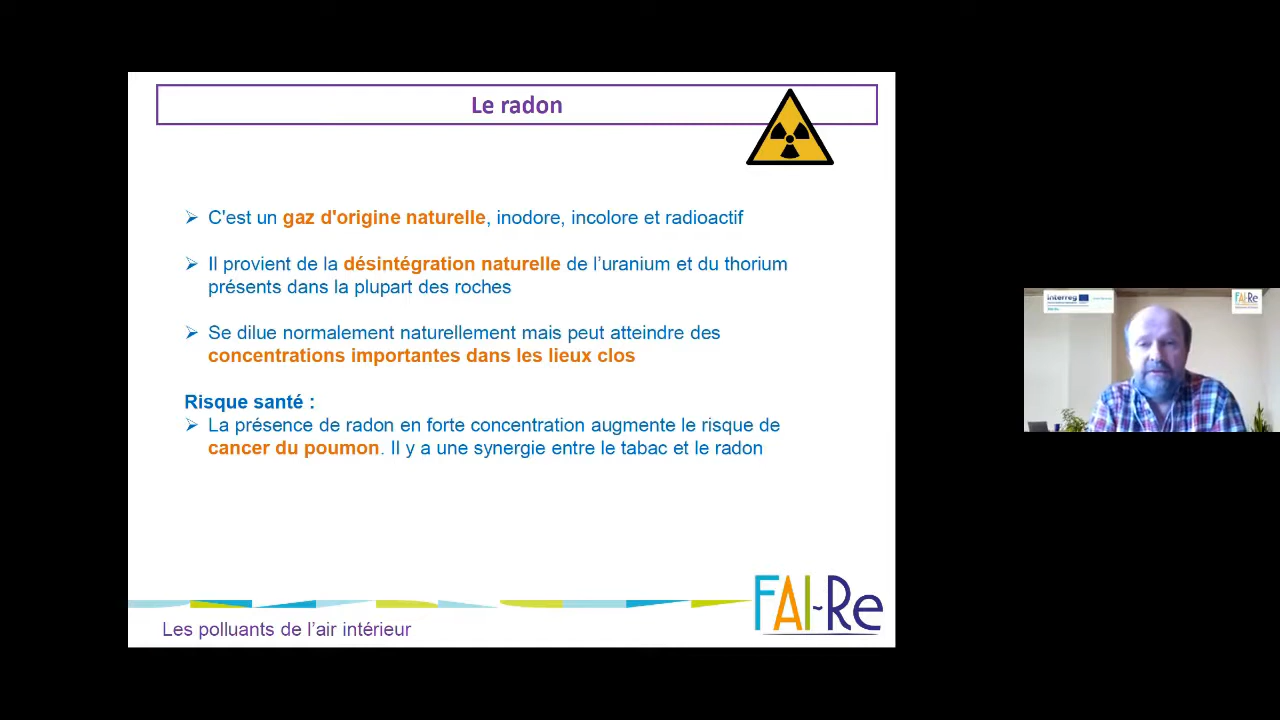 Le radon
C'est un gaz d'origine naturelle, inodore, incolore et radioactif
Il provient de la désintégration naturelle de l’uranium et du thorium
présents dans la plupart des roches
Se dilue normalement naturellement mais peut atteindre des
concentrations importantes dans les lieux clos
Risque santé :
La présence de radon en forte concentration augmente le risque de
cancer du poumon. Il y a une synergie entre le tabac et le radon
Les polluants de l’air intérieur
FAI-Re
Interreg
FAI-Re